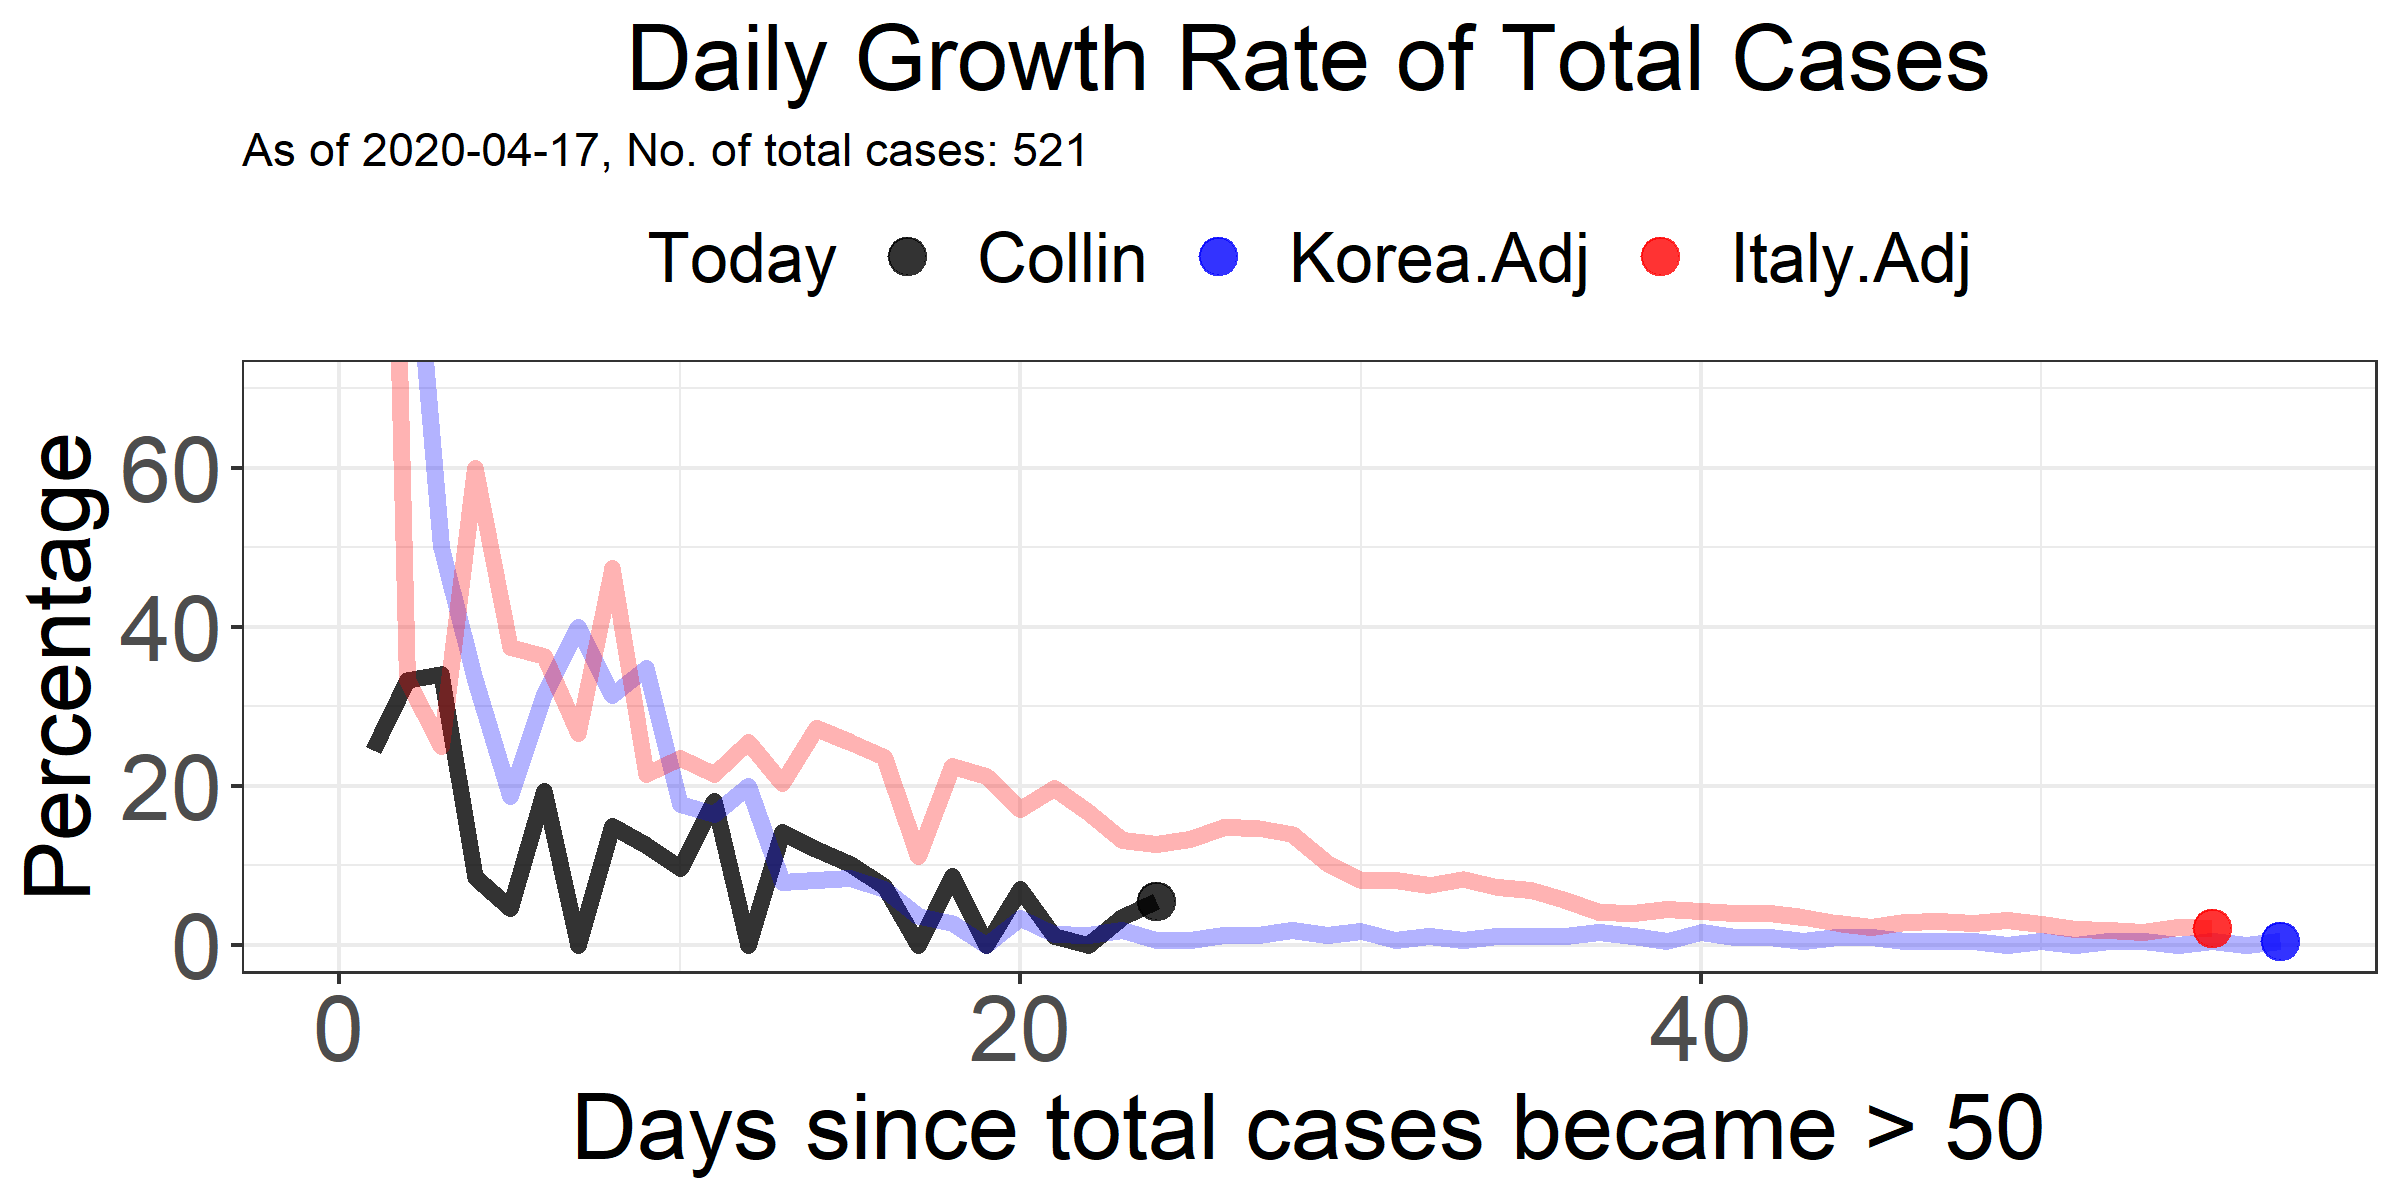 Daily Growth Rate of Total Cases
As of 2020-04-17, No. of total cases: 521
Today Collin Korea.Adj Italy.Adj
Percentage
60
40
20
0
0 20 40
Days since total cases became > 50